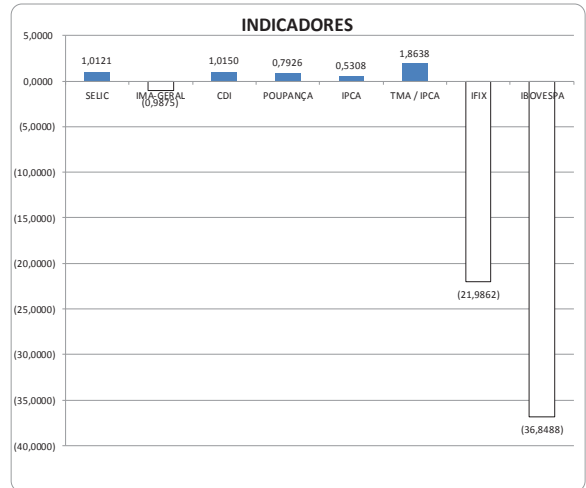 INDICADORES
5,0000
1,8638
1,0121
1,0150
0,7926
0,5308
0,0000
SELIC
IMA-GERAL
CDI
POUPANÇA
IPCA
TMA / IPCA
IFIX
IBOVESPA
(0,9875)
(5,0000)
(10,0000)
(15,0000)
(20,0000)
(21,9862)
(25,0000)
(30,0000)
(35,0000)
(36,8488)
(40,0000)